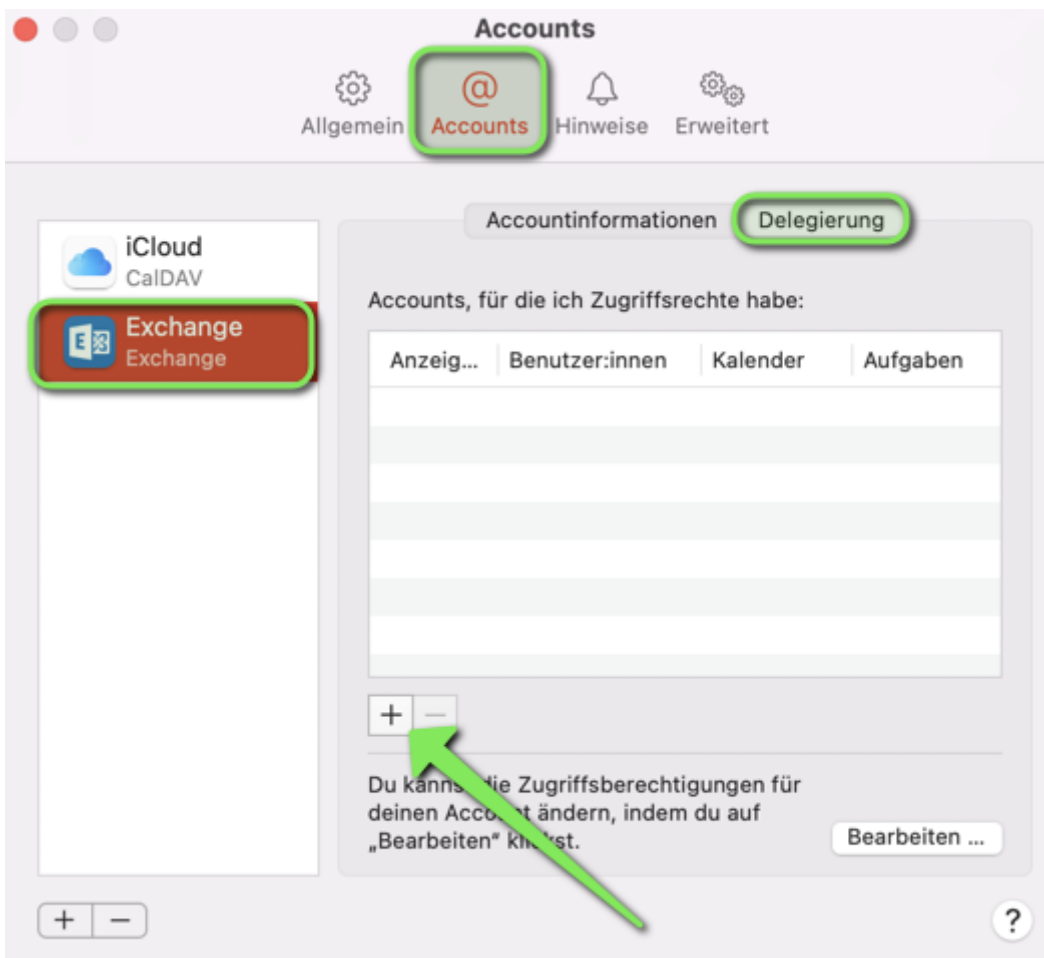 Accounts
Allgemein Accounts Hinweise Erweitert
Accountinformationen Delegierung
iCloud
CalDAV
Exchange
Exchange
Accounts, für die ich Zugriffsrechte habe:
Anzeig... Benutzer:innen Kalender Aufgaben
Du kannst die Zugriffsberechtigungen für
deinen Account ändern, indem du auf
„Bearbeiten“ klickst.
Bearbeiten ...